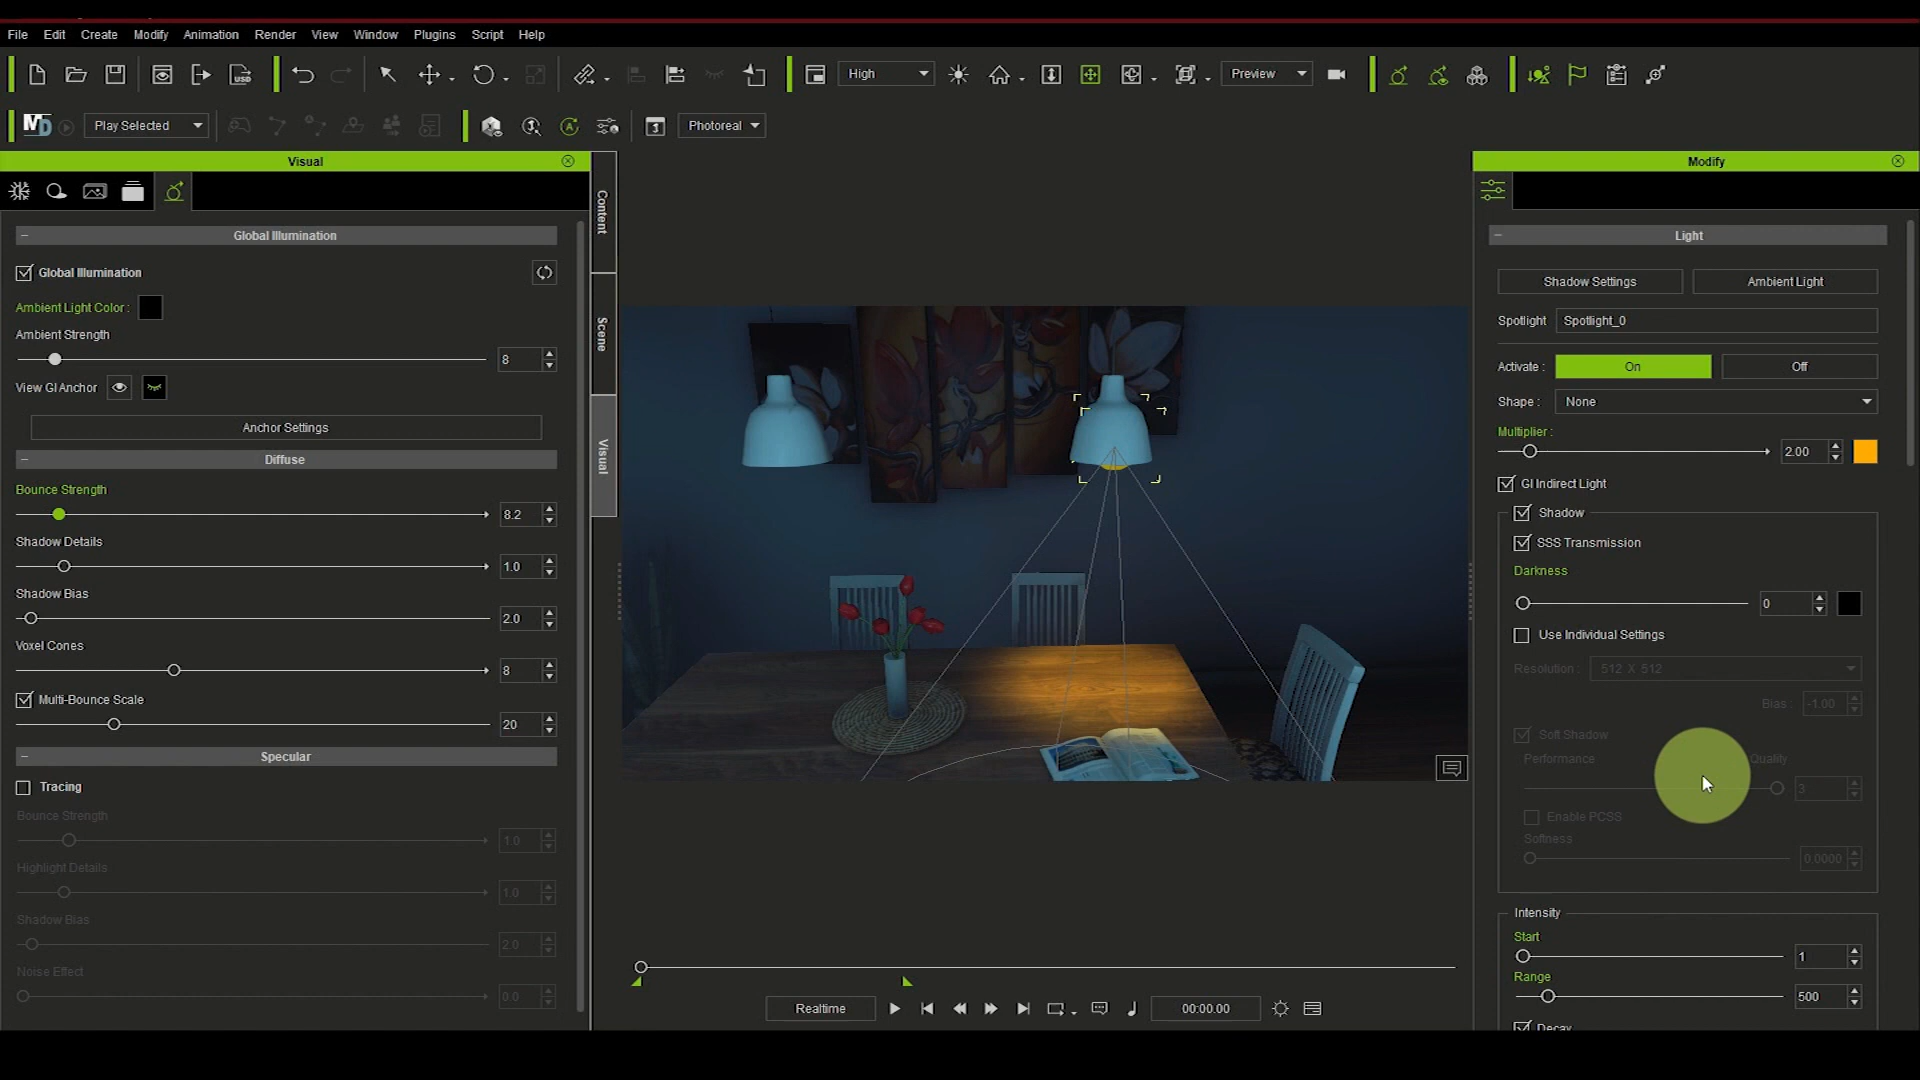 File Edit Create Modify Animation Render View Window Plugins Script Help
USD High Preview
MD Play Selected A Photoreal
Visual
Global Illumination
Global Illumination
Ambient Light Color :
Ambient Strength
8
View GI Anchor
Anchor Settings
Diffuse
Bounce Strength
8.2
Shadow Details
1.0
Shadow Bias
2.0
Voxel Cones
8
Multi-Bounce Scale
20
Specular
Tracing
Bounce Strength
1.0
Highlight Details
1.0
Shadow Bias
2.0
Noise Effect
0.0
Content
Scene
Visual
Realtime 00:00.00
Modify
Light
Shadow Settings Ambient Light
Spotlight Spotlight_0
Activate : On Off
Shape : None
Multiplier :
2.00
GI Indirect Light
Shadow
SSS Transmission
Darkness
0
Use Individual Settings
Resolution : 512 X 512
Bias : -1.00
Soft Shadow
Performance Quality
3
Enable PCSS
Softness
0.0000
Intensity
Start
1
Range
500
Decay